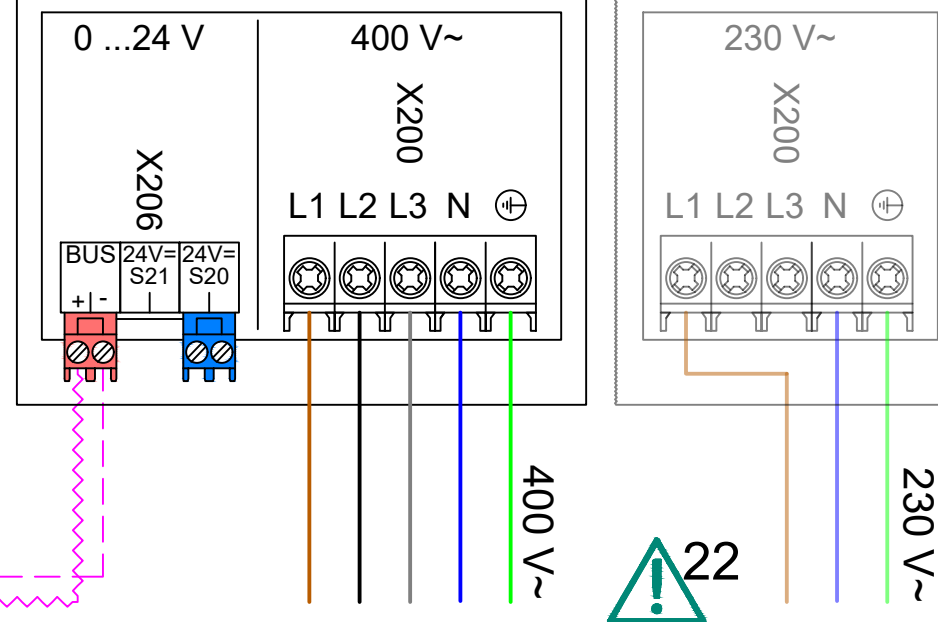 0 ...24 V
400 V~
X206
X200
L1 L2 L3 N
BUS
+ -
24V=
S21
24V=
S20
400 V~
230 V~
X200
L1 L2 L3 N
230 V~
22